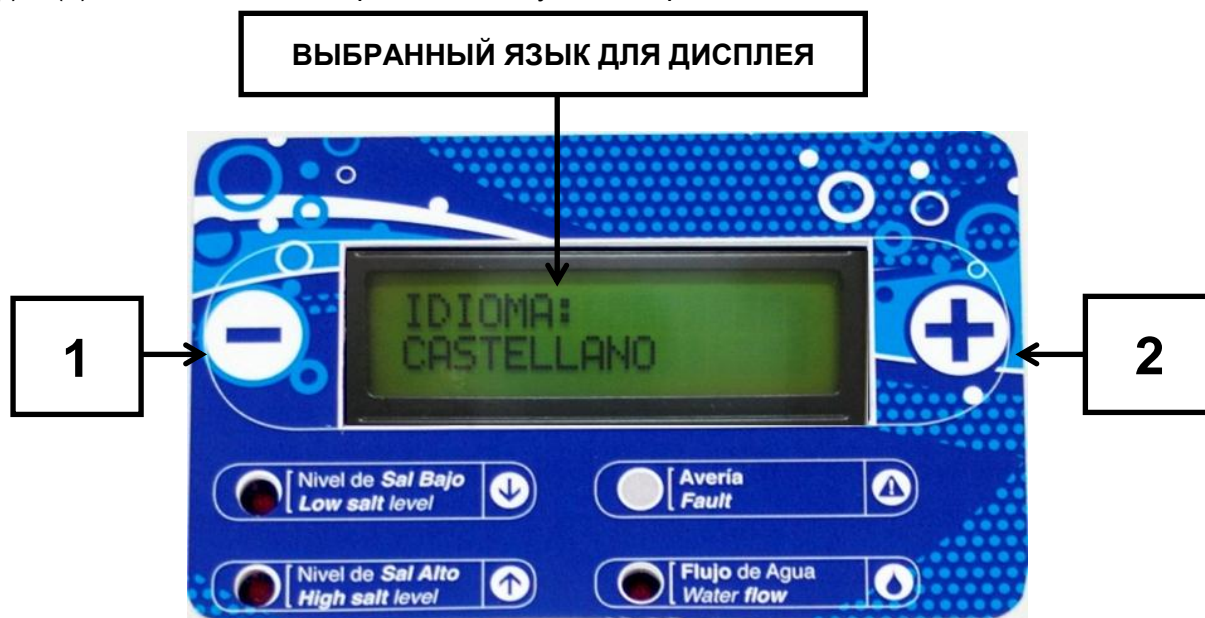 ВЫБРАННЫЙ ЯЗЫК ДЛЯ ДИСПЛЕЯ
IDIOMA:
CASTELLANO
1
2
Nivel de Sal Bajo
Low salt level
Avería
Fault
Nivel de Sal Alto
High salt level
Flujo de Agua
Water flow